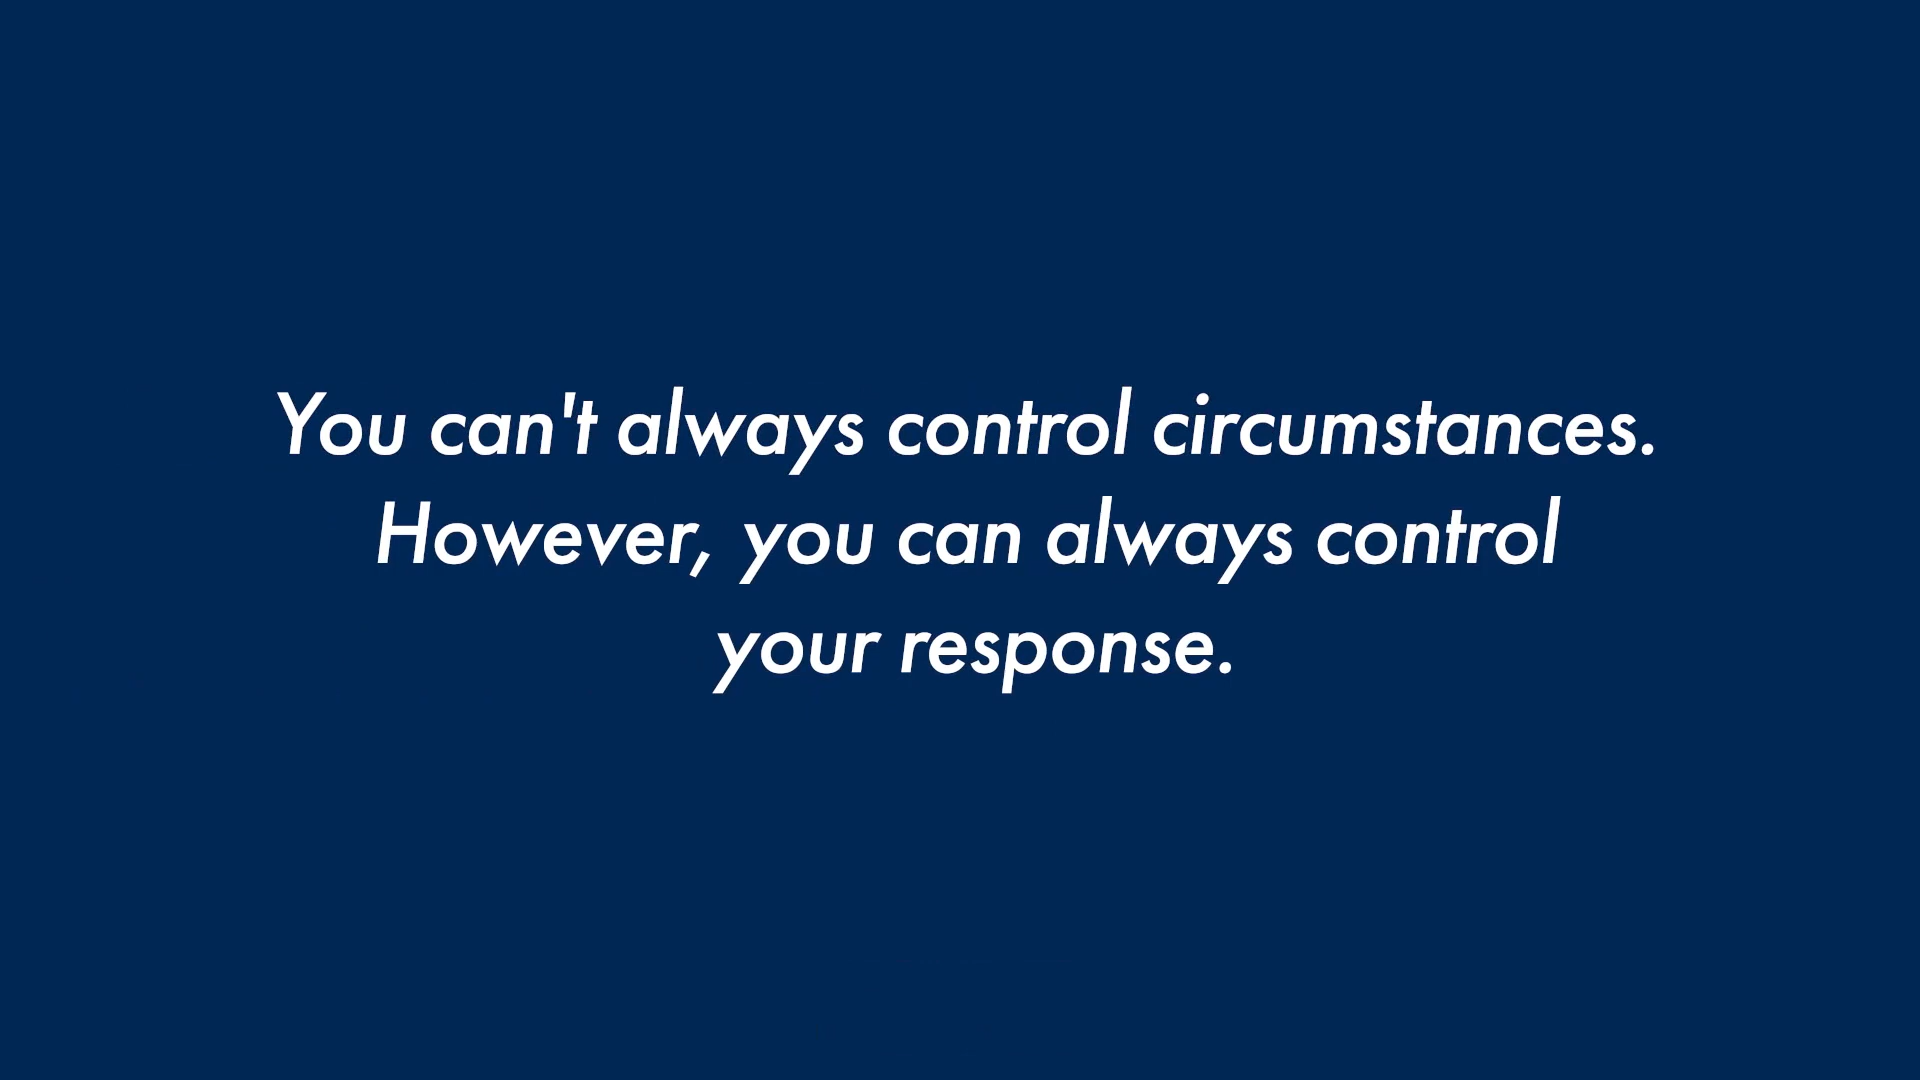 You can't always control circumstances.
However, you can always control
your response.